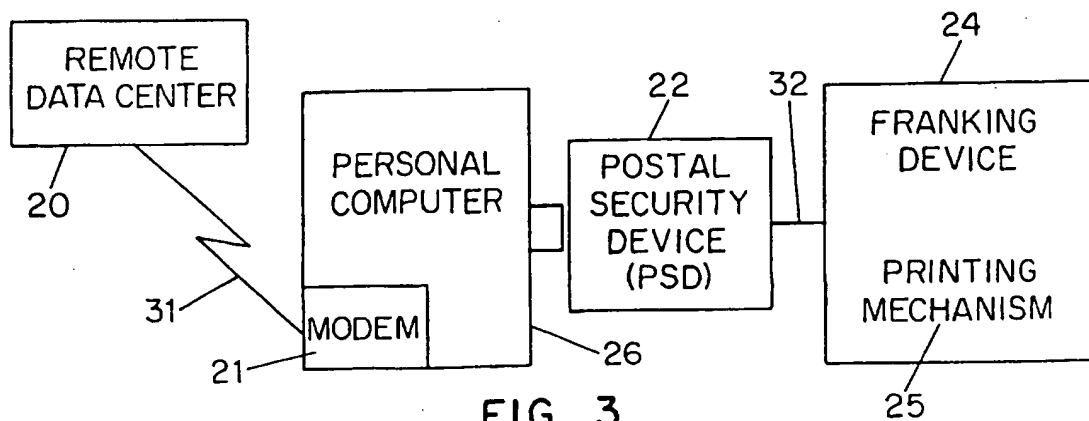 REMOTE
DATA CENTER
20
31
PERSONAL
COMPUTER
MODEM
21
26
22
POSTAL
SECURITY
DEVICE
(PSD)
32
24
FRANKING
DEVICE
PRINTING
MECHANISM
25
FIG. 3